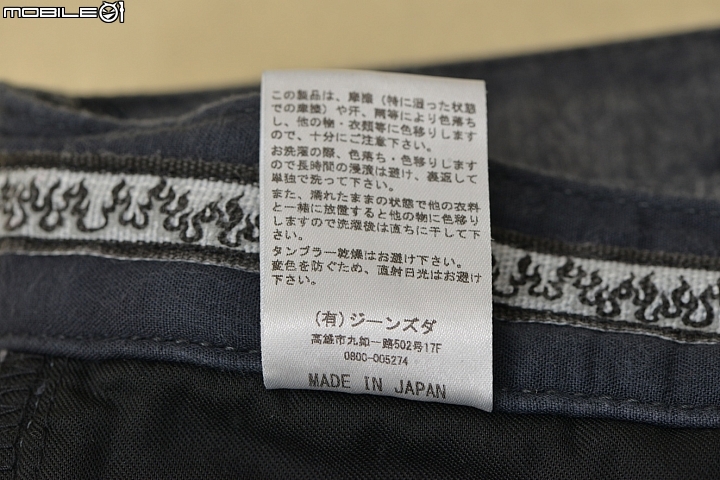 MOBILE01
この製品は、摩擦（特に湿った状態
での摩擦）や汗、雨等により色落ち
し、他の物・衣類等に色移りします
ので、十分にご注意下さい。
お洗濯の際、色落ち・色移りします
ので長時間の浸漬は避け、裏返して
単独で洗って下さい。
また、濡れたままの状態で他の衣料
と一緒に放置すると他の物に色移り
しますので洗濯後は直ちに干して下
さい。
タンブラー乾燥はお避け下さい。
変色を防ぐため、直射日光はお避け
下さい。
(有)ジーンズダ
高雄市九如一路502号17F
0800-005274
MADE IN JAPAN